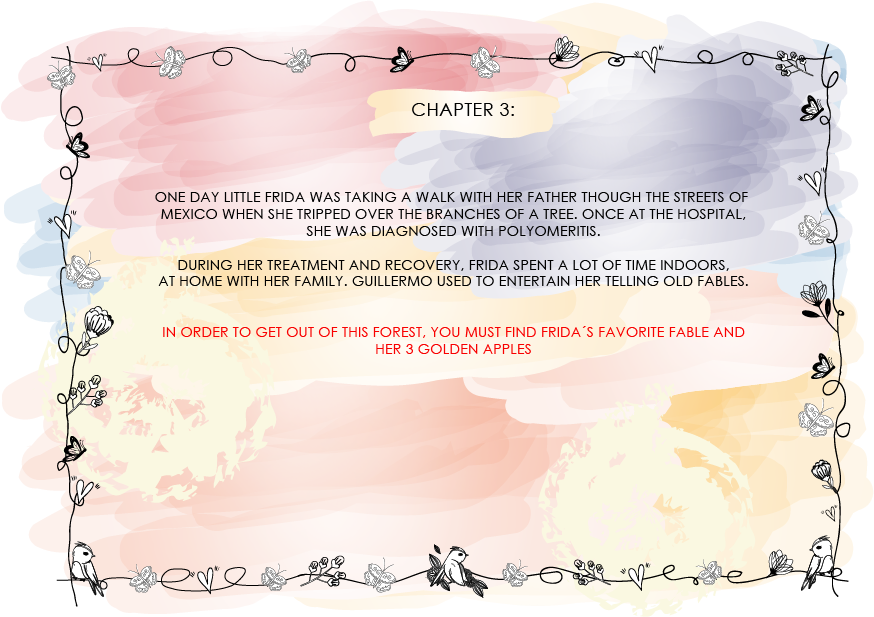 CHAPTER 3:
ONE DAY LITTLE FRIDA WAS TAKING A WALK WITH HER FATHER THOUGH THE STREETS OF
MEXICO WHEN SHE TRIPPED OVER THE BRANCHES OF A TREE. ONCE AT THE HOSPITAL,
SHE WAS DIAGNOSED WITH POLYOMERITIS.
DURING HER TREATMENT AND RECOVERY, FRIDA SPENT A LOT OF TIME INDOORS,
AT HOME WITH HER FAMILY. GUILLERMO USED TO ENTERTAIN HER TELLING OLD FABLES.
IN ORDER TO GET OUT OF THIS FOREST, YOU MUST FIND FRIDA´S FAVORITE FABLE AND
HER 3 GOLDEN APPLES